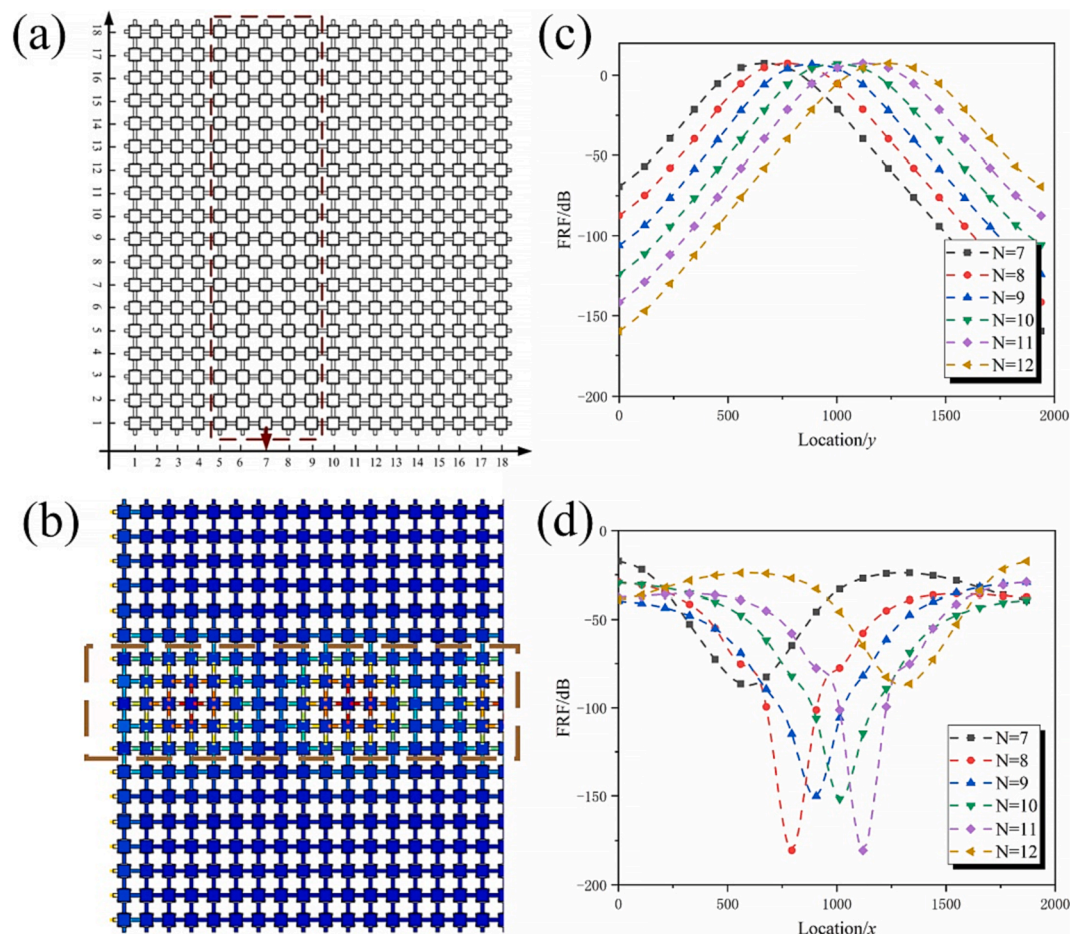 (a)
18
17
16
15
14
13
12
11
10
9
8
7
6
5
4
3
2
1
1 2 3 4 5 6 7 8 9 10 11 12 13 14 15 16 17 18
(c)
0
-50
-100
-150
-200
FRF/dB
N=7
N=8
N=9
N=10
N=11
N=12
0 500 1000 1500 2000
Location/y
(b)
(d)
0
-50
-100
-150
-200
FRF/dB
N=7
N=8
N=9
N=10
N=11
N=12
0 500 1000 1500 2000
Location/x